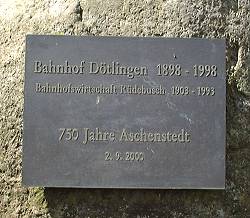 Bahnhof Dötlingen 1898 - 1998
Bahnhofswirtschaft Rüdebusch 1903 - 1993
750 Jahre Aschenstedt
2. 9. 2000